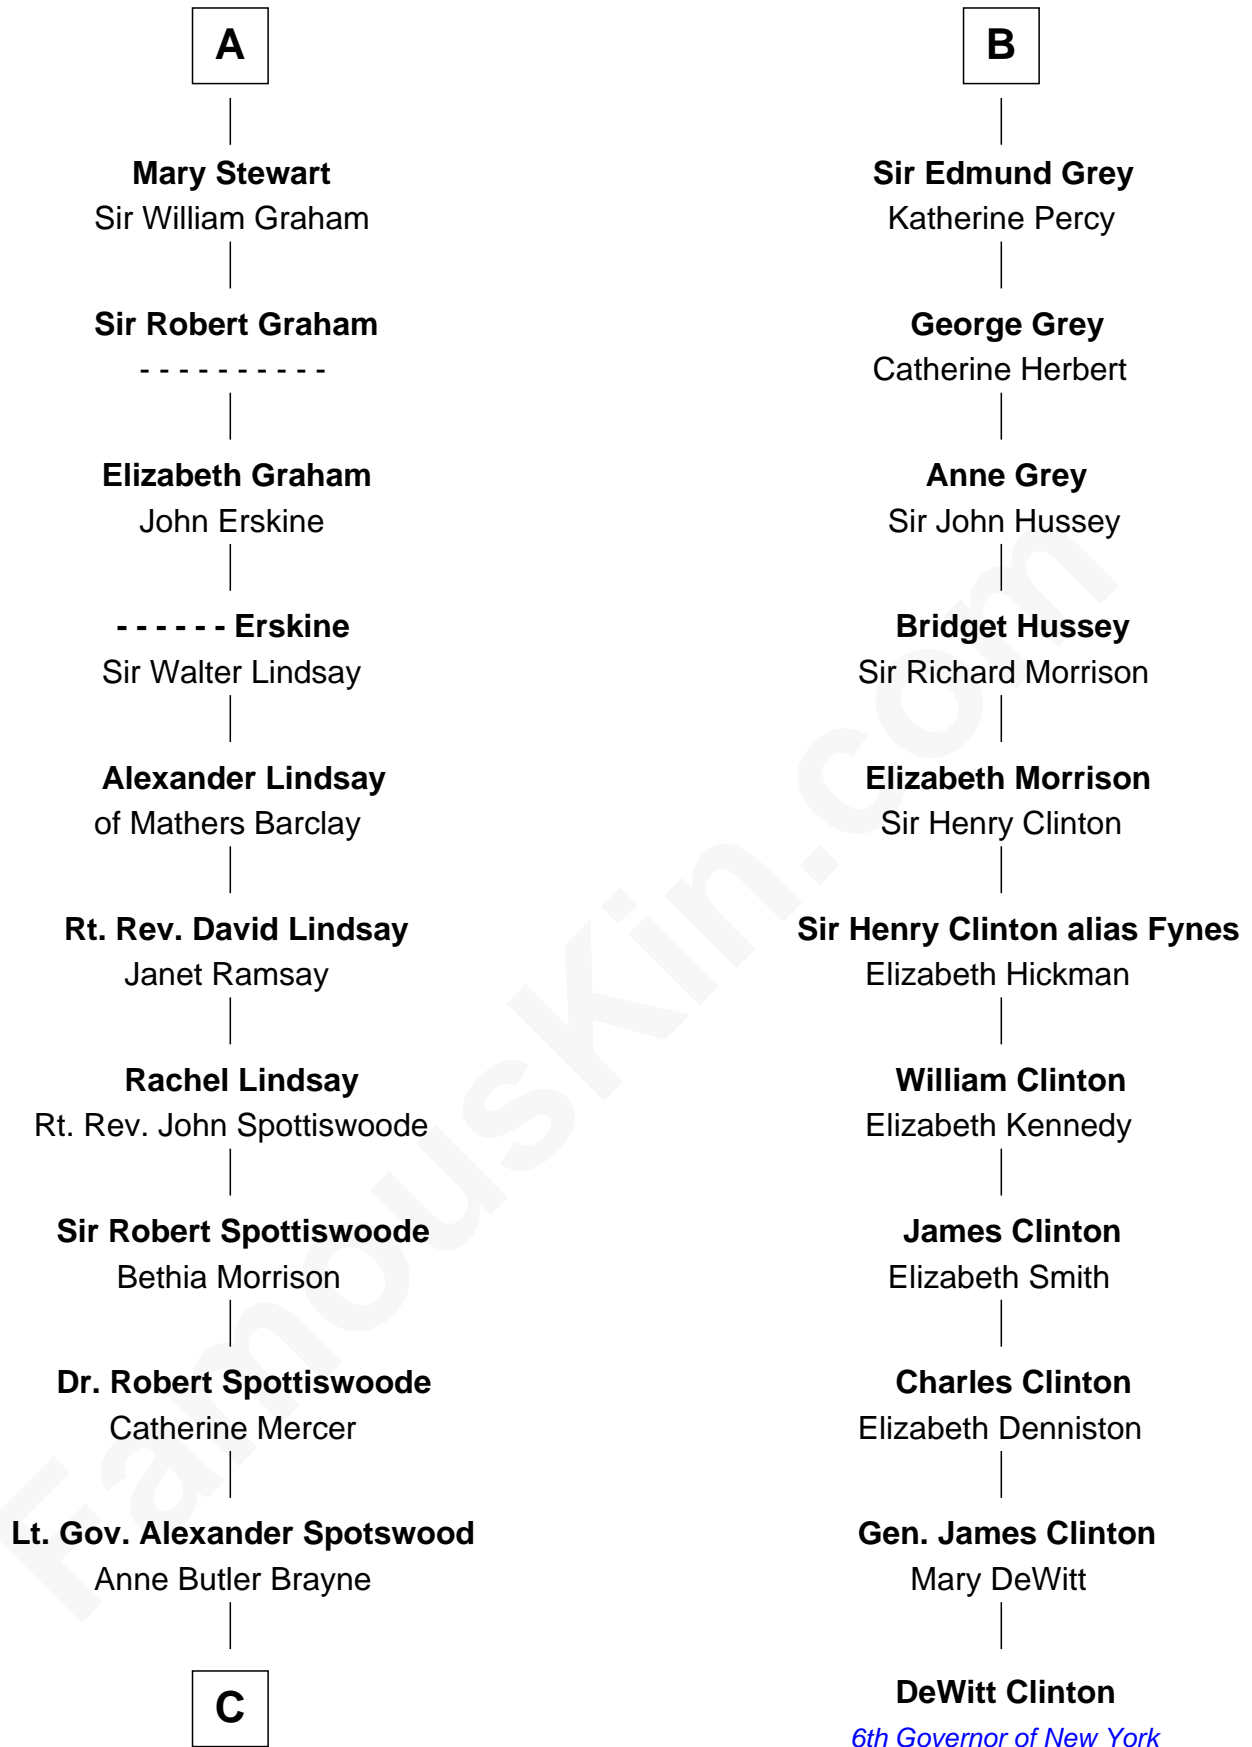 A
Mary Stewart
Sir William Graham
Sir Robert Graham
- - - - - - - - - -
Elizabeth Graham
John Erskine
- - - - - - Erskine
Sir Walter Lindsay
Alexander Lindsay
of Mathers Barclay
Rt. Rev. David Lindsay
Janet Ramsay
Rachel Lindsay
Rt. Rev. John Spottiswoode
Sir Robert Spottiswoode
Bethia Morrison
Dr. Robert Spottiswoode
Catherine Mercer
Lt. Gov. Alexander Spotswood
Anne Butler Brayne
C
B
Sir Edmund Grey
Katherine Percy
George Grey
Catherine Herbert
Anne Grey
Sir John Hussey
Bridget Hussey
Sir Richard Morrison
Elizabeth Morrison
Sir Henry Clinton
Sir Henry Clinton alias Fynes
Elizabeth Hickman
William Clinton
Elizabeth Kennedy
James Clinton
Elizabeth Smith
Charles Clinton
Elizabeth Denniston
Gen. James Clinton
Mary DeWitt
DeWitt Clinton
6th Governor of New York
FamousKin.com